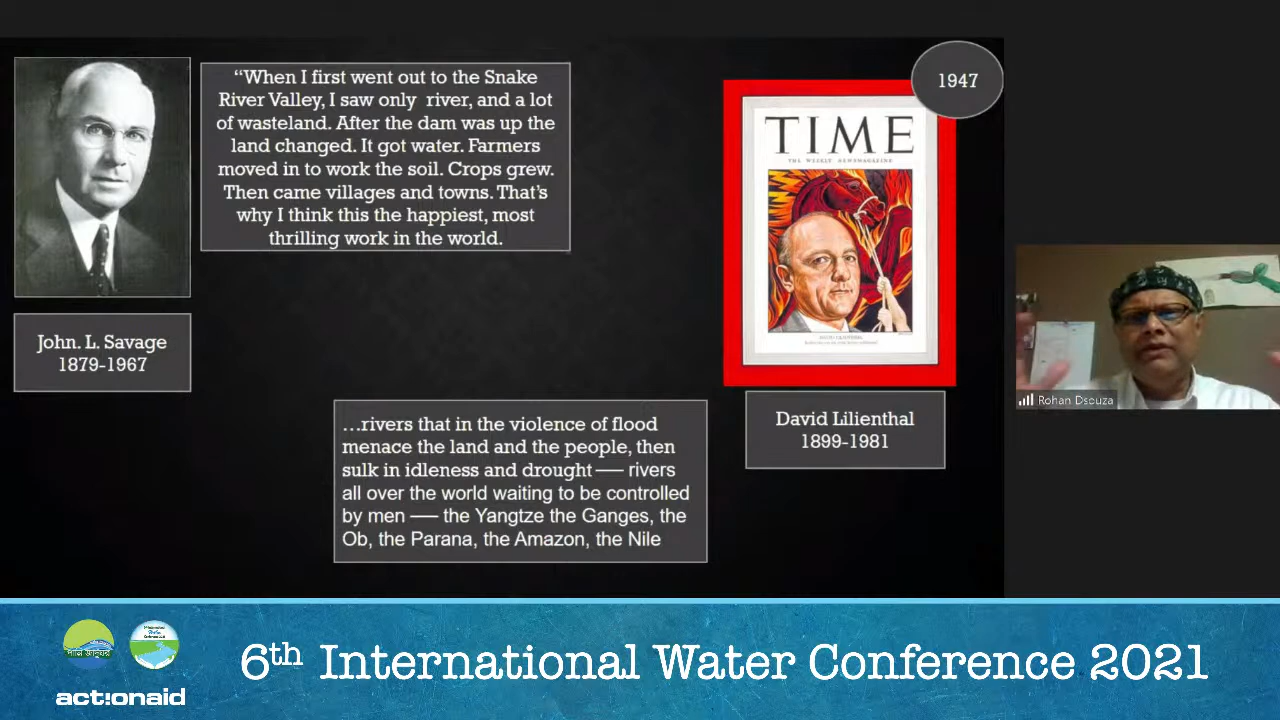 “When I first went out to the Snake
River Valley, I saw only river, and a lot
of wasteland. After the dam was up the
land changed. It got water. Farmers
moved in to work the soil. Crops grew.
Then came villages and towns. That’s
why I think this the happiest, most
thrilling work in the world.
John. L. Savage
1879-1967
1947
TIME
THE WEEKLY NEWSMAGAZINE
David Lilienthal
1899-1981
…rivers that in the violence of flood
menace the land and the people, then
sulk in idleness and drought — rivers
all over the world waiting to be controlled
by men — the Yangtze the Ganges, the
Ob, the Parana, the Amazon, the Nile
Rohan Dsouza
act:onaid
6th International Water Conference 2021